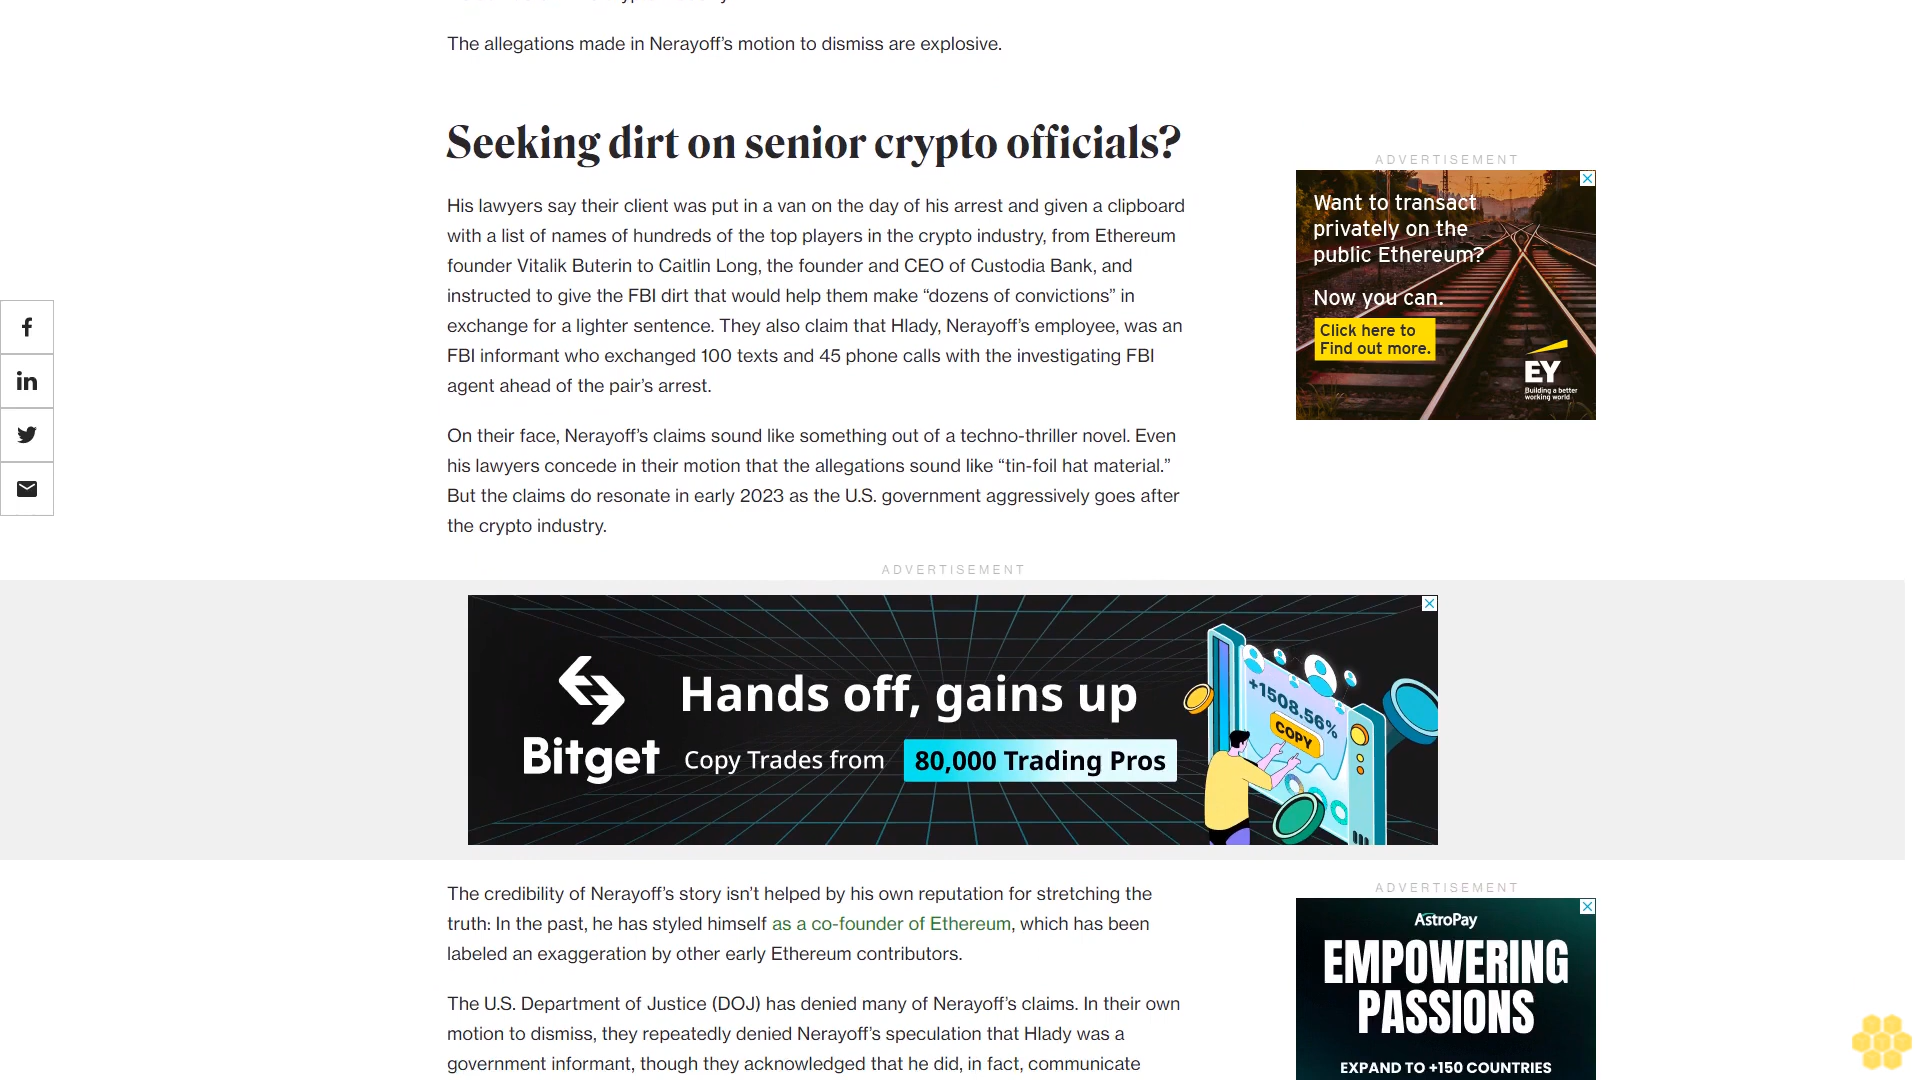 The allegations made in Nerayoff’s motion to dismiss are explosive.
Seeking dirt on senior crypto officials?
His lawyers say their client was put in a van on the day of his arrest and given a clipboard
with a list of names of hundreds of the top players in the crypto industry, from Ethereum
founder Vitalik Buterin to Caitlin Long, the founder and CEO of Custodia Bank, and
instructed to give the FBI dirt that would help them make “dozens of convictions” in
exchange for a lighter sentence. They also claim that Hlady, Nerayoff’s employee, was an
FBI informant who exchanged 100 texts and 45 phone calls with the investigating FBI
agent ahead of the pair’s arrest.
On their face, Nerayoff’s claims sound like something out of a techno-thriller novel. Even
his lawyers concede in their motion that the allegations sound like “tin-foil hat material.”
But the claims do resonate in early 2023 as the U.S. government aggressively goes after
the crypto industry.
ADVERTISEMENT
Want to transact
privately on the
public Ethereum?
Now you can.
Click here to
Find out more.
EY
Building a better
working world
ADVERTISEMENT
Bitget
Hands off, gains up
Copy Trades from
80,000 Trading Pros
+1508.56%
COPY
The credibility of Nerayoff’s story isn’t helped by his own reputation for stretching the
truth: In the past, he has styled himself as a co-founder of Ethereum, which has been
labeled an exaggeration by other early Ethereum contributors.
The U.S. Department of Justice (DOJ) has denied many of Nerayoff’s claims. In their own
motion to dismiss, they repeatedly denied Nerayoff’s speculation that Hlady was a
government informant, though they acknowledged that he did, in fact, communicate
ADVERTISEMENT
AstroPay
EMPOWERING
PASSIONS
EXPAND TO +150 COUNTRIES